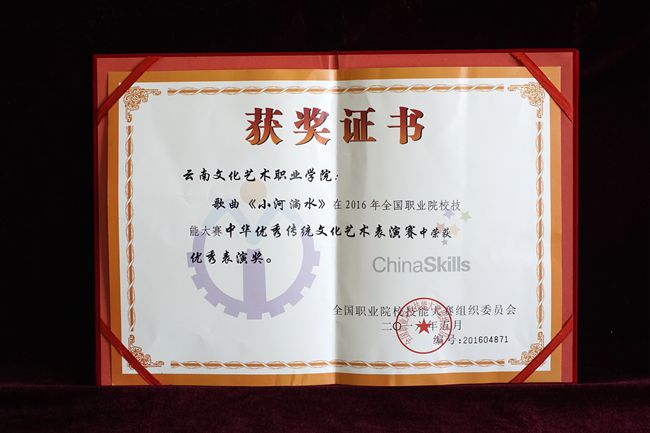 获奖证书
云南文化艺术职业学院：
歌曲《小河淌水》在2016年全国职业院校技
能大赛中华优秀传统文化艺术表演赛中荣获
优秀表演奖。
ChinaSkills
全国职业院校技能大赛组织委员会
二〇一六年五月
编号:201604871